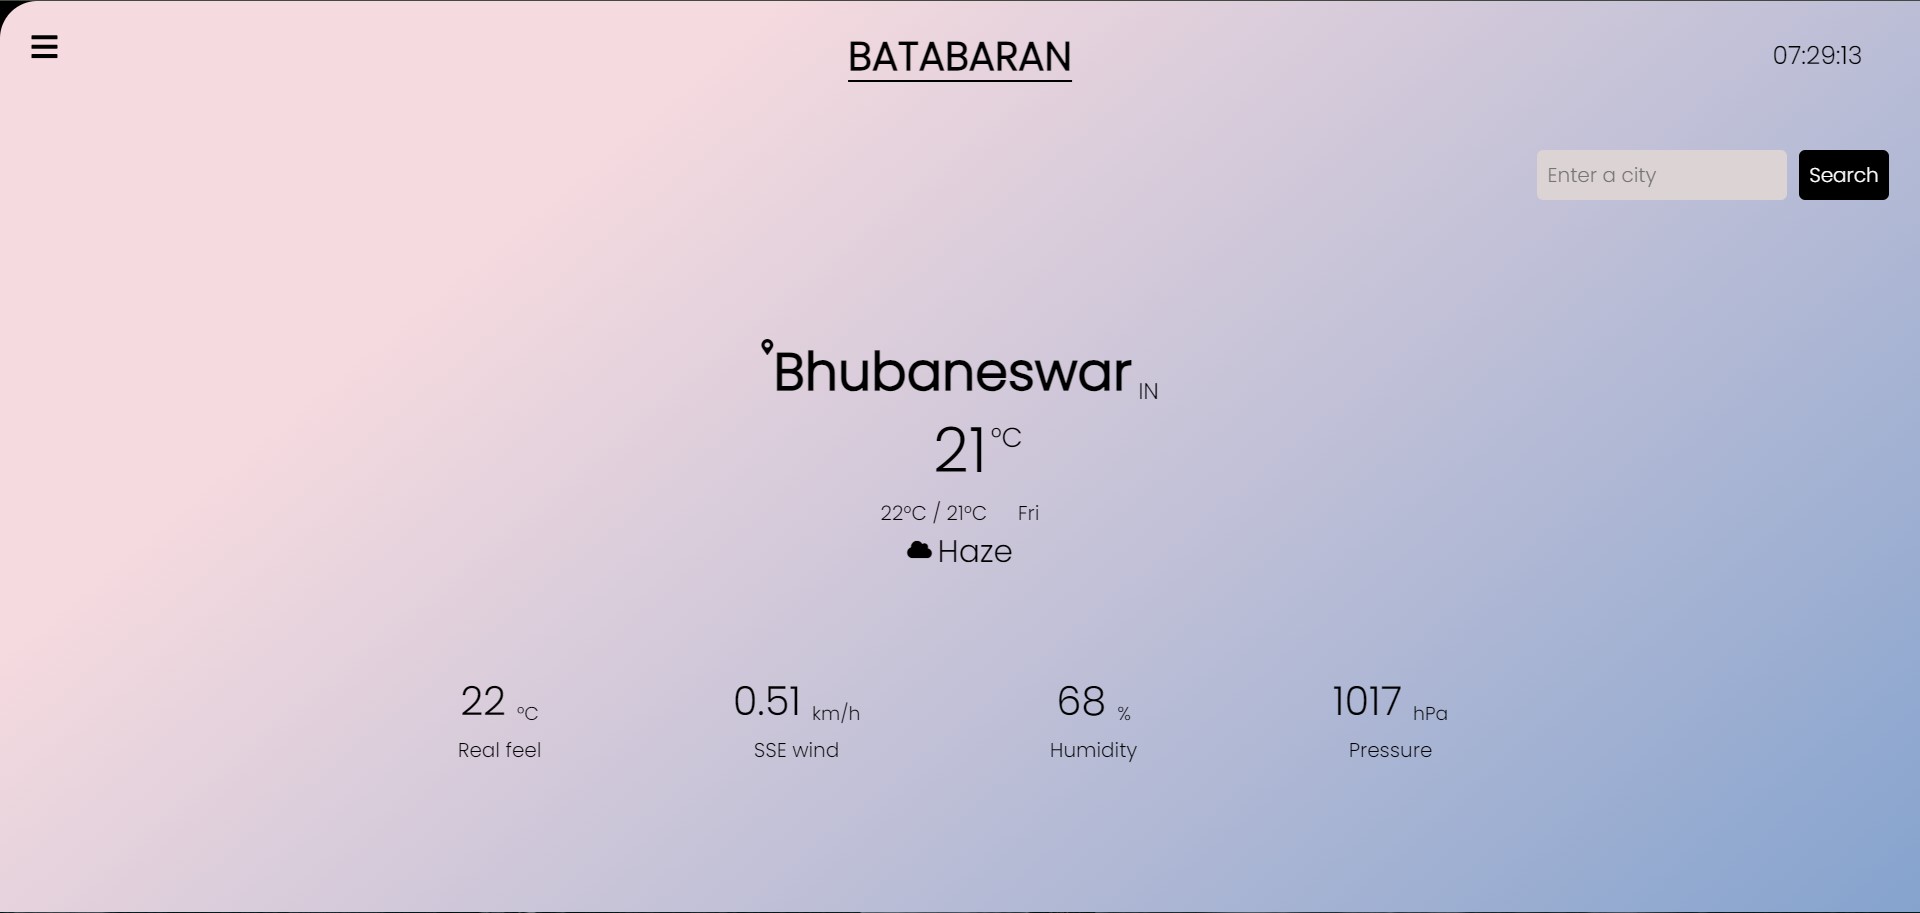 BATABARAN
07:29:13
Enter a city
Search
Bhubaneswar IN
21°C
22°C / 21°C Fri
Haze
22 °C
Real feel
0.51 km/h
SSE wind
68 %
Humidity
1017 hPa
Pressure